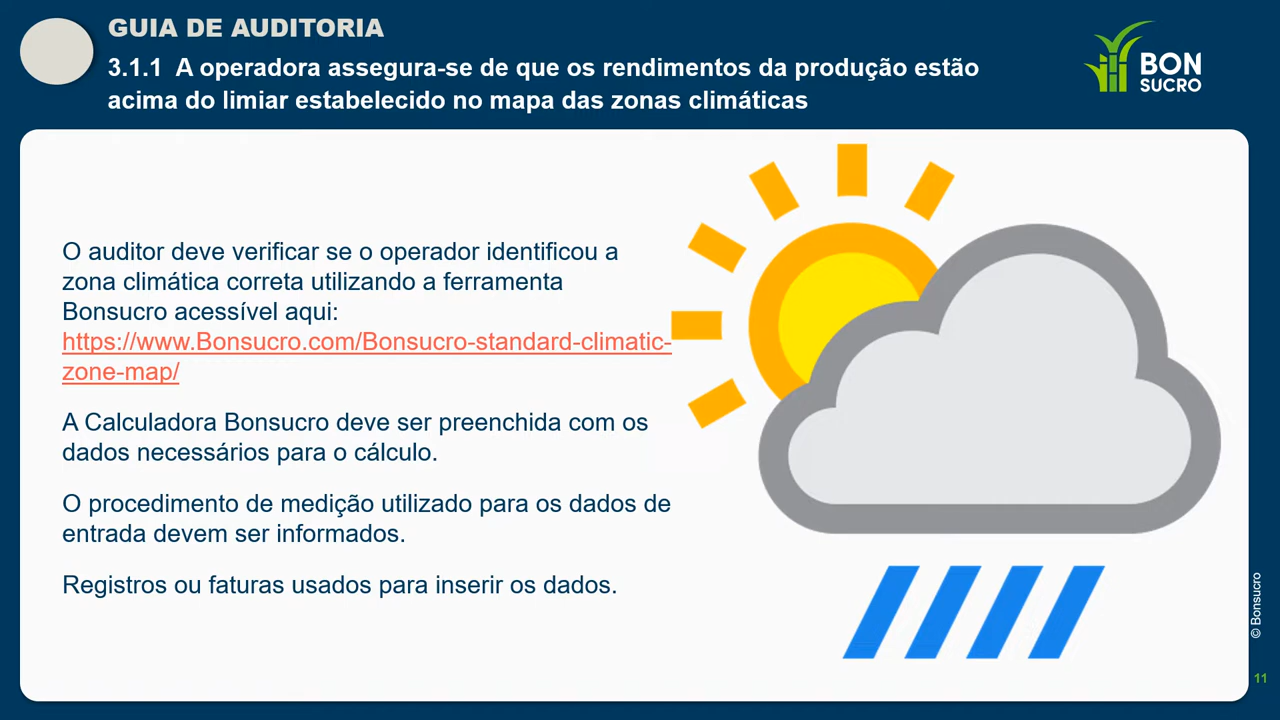 GUIA DE AUDITORIA
3.1.1 A operadora assegura-se de que os rendimentos da produção estão
acima do limiar estabelecido no mapa das zonas climáticas
BON
SUCRO
O auditor deve verificar se o operador identificou a
zona climática correta utilizando a ferramenta
Bonsucro acessível aqui:
https://www.Bonsucro.com/Bonsucro-standard-climatic-
zone-map/
A Calculadora Bonsucro deve ser preenchida com os
dados necessários para o cálculo.
O procedimento de medição utilizado para os dados de
entrada devem ser informados.
Registros ou faturas usados para inserir os dados.
© Bonsucro
11